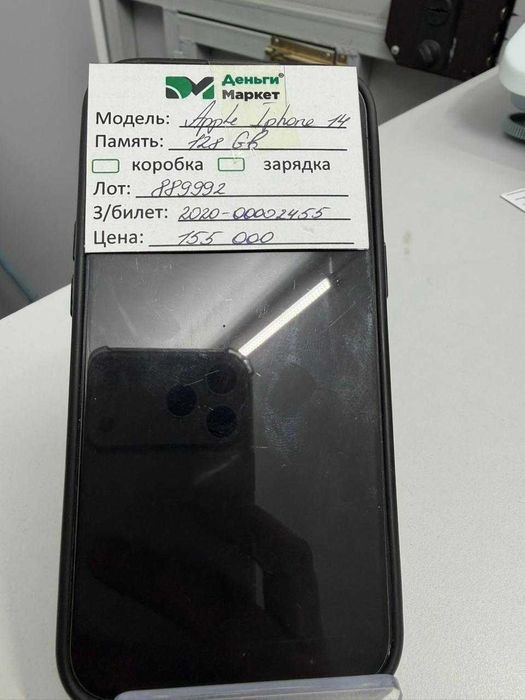 Деньги®
Маркет
Модель: Apple Iphone 14
Память: 128 GB
коробка зарядка
Лот: 889992
З/билет: 2020-00002455
Цена: 155 000